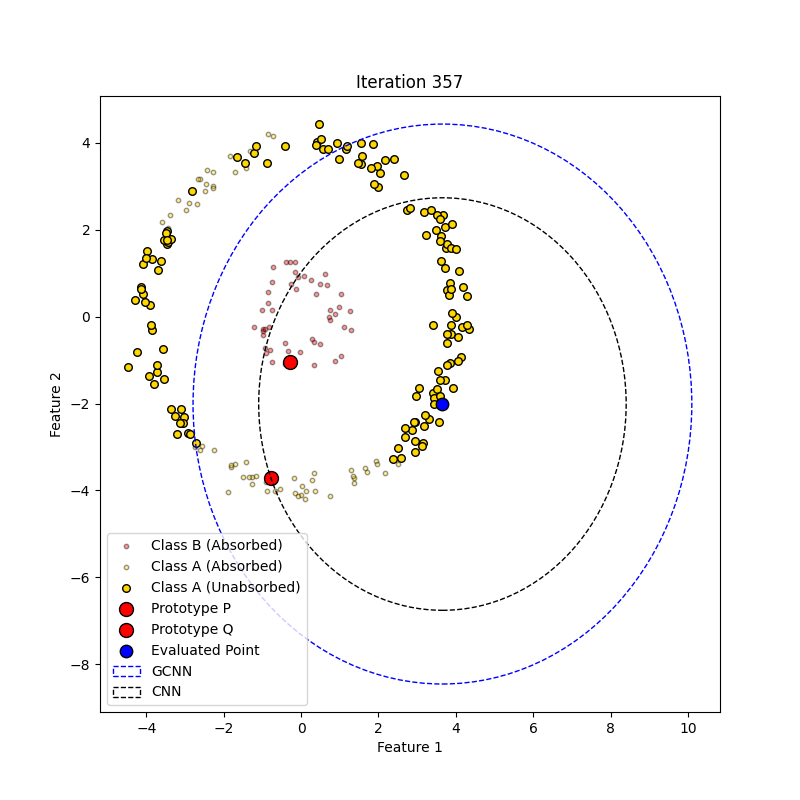 Iteration 357
Feature 2
4
2
0
−2
−4
−6
−8
Class B (Absorbed)
Class A (Absorbed)
Class A (Unabsorbed)
Prototype P
Prototype Q
Evaluated Point
GCNN
CNN
−4
−2
0
2
4
6
8
10
Feature 1